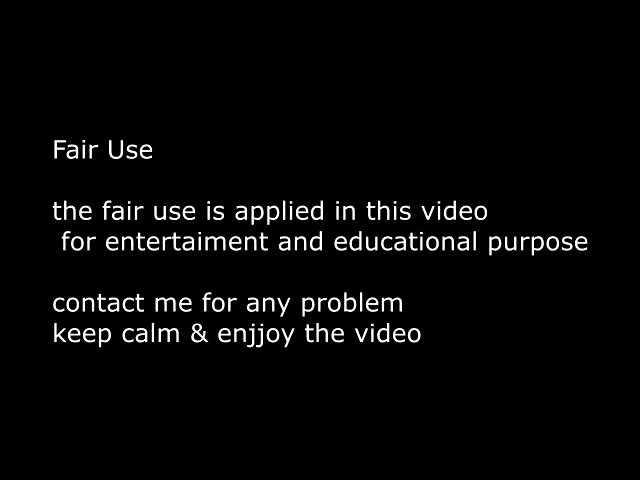 Fair Use
the fair use is applied in this video
for entertaiment and educational purpose
contact me for any problem
keep calm & enjjoy the video